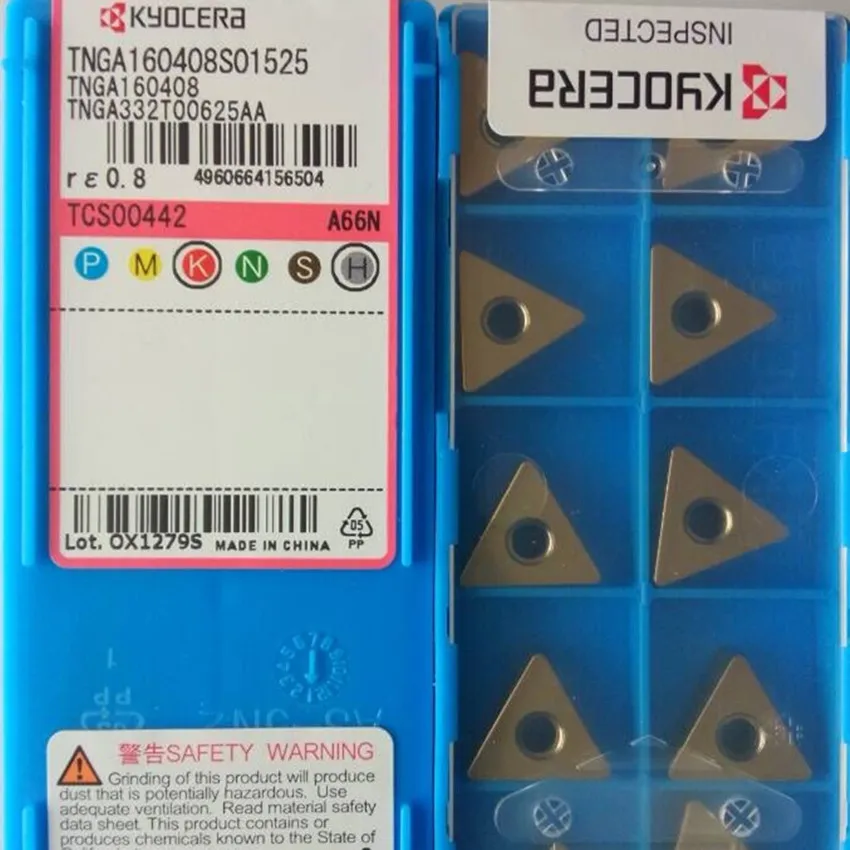 KYOCERA
TNGA160408S01525
TNGA160408
TNGA332T00625AA
rε0.8 4960664156504
TCS00442 A66N
P M K N S H
Lot. OX1279S MADE IN CHINA
05
PP
警告SAFETY WARNING
Grinding of this product will produce
dust that is potentially hazardous. Use
adequate ventilation. Read material safety
data sheet. This product contains or
produces chemicals known to the State of
KYOCERA
INSPECTED